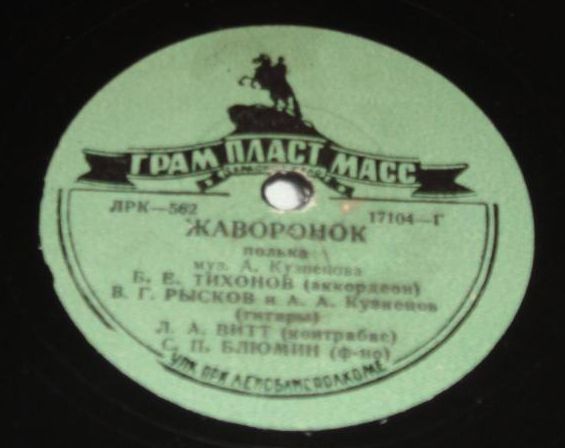 ГРАМ ПЛАСТ МАСС
ЛРК—562
17104—Г
ЖАВОРОНОК
полька
муз. А. Кузнецова
Б. Е. ТИХОНОВ (аккордеон)
В. Г. РЫСКОВ и А. А. Кузнецов
(гитары)
Л. А. ВИТТ (контрабас)
С. П. БЛЮМИН (ф-но)